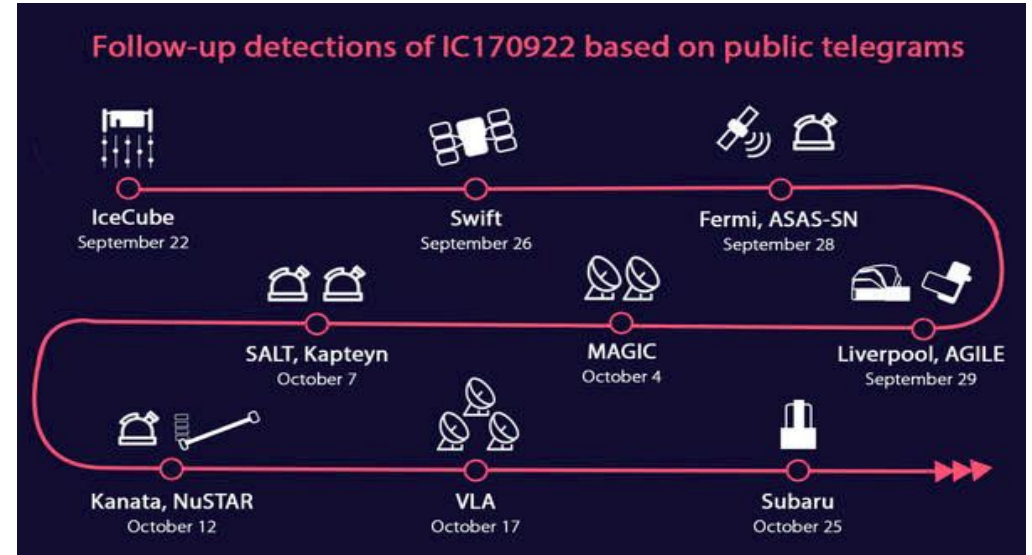 Follow-up detections of IC170922 based on public telegrams
IceCube
September 22
Swift
September 26
Fermi, ASAS-SN
September 28
Liverpool, AGILE
September 29
MAGIC
October 4
SALT, Kapteyn
October 7
Kanata, NuSTAR
October 12
VLA
October 17
Subaru
October 25